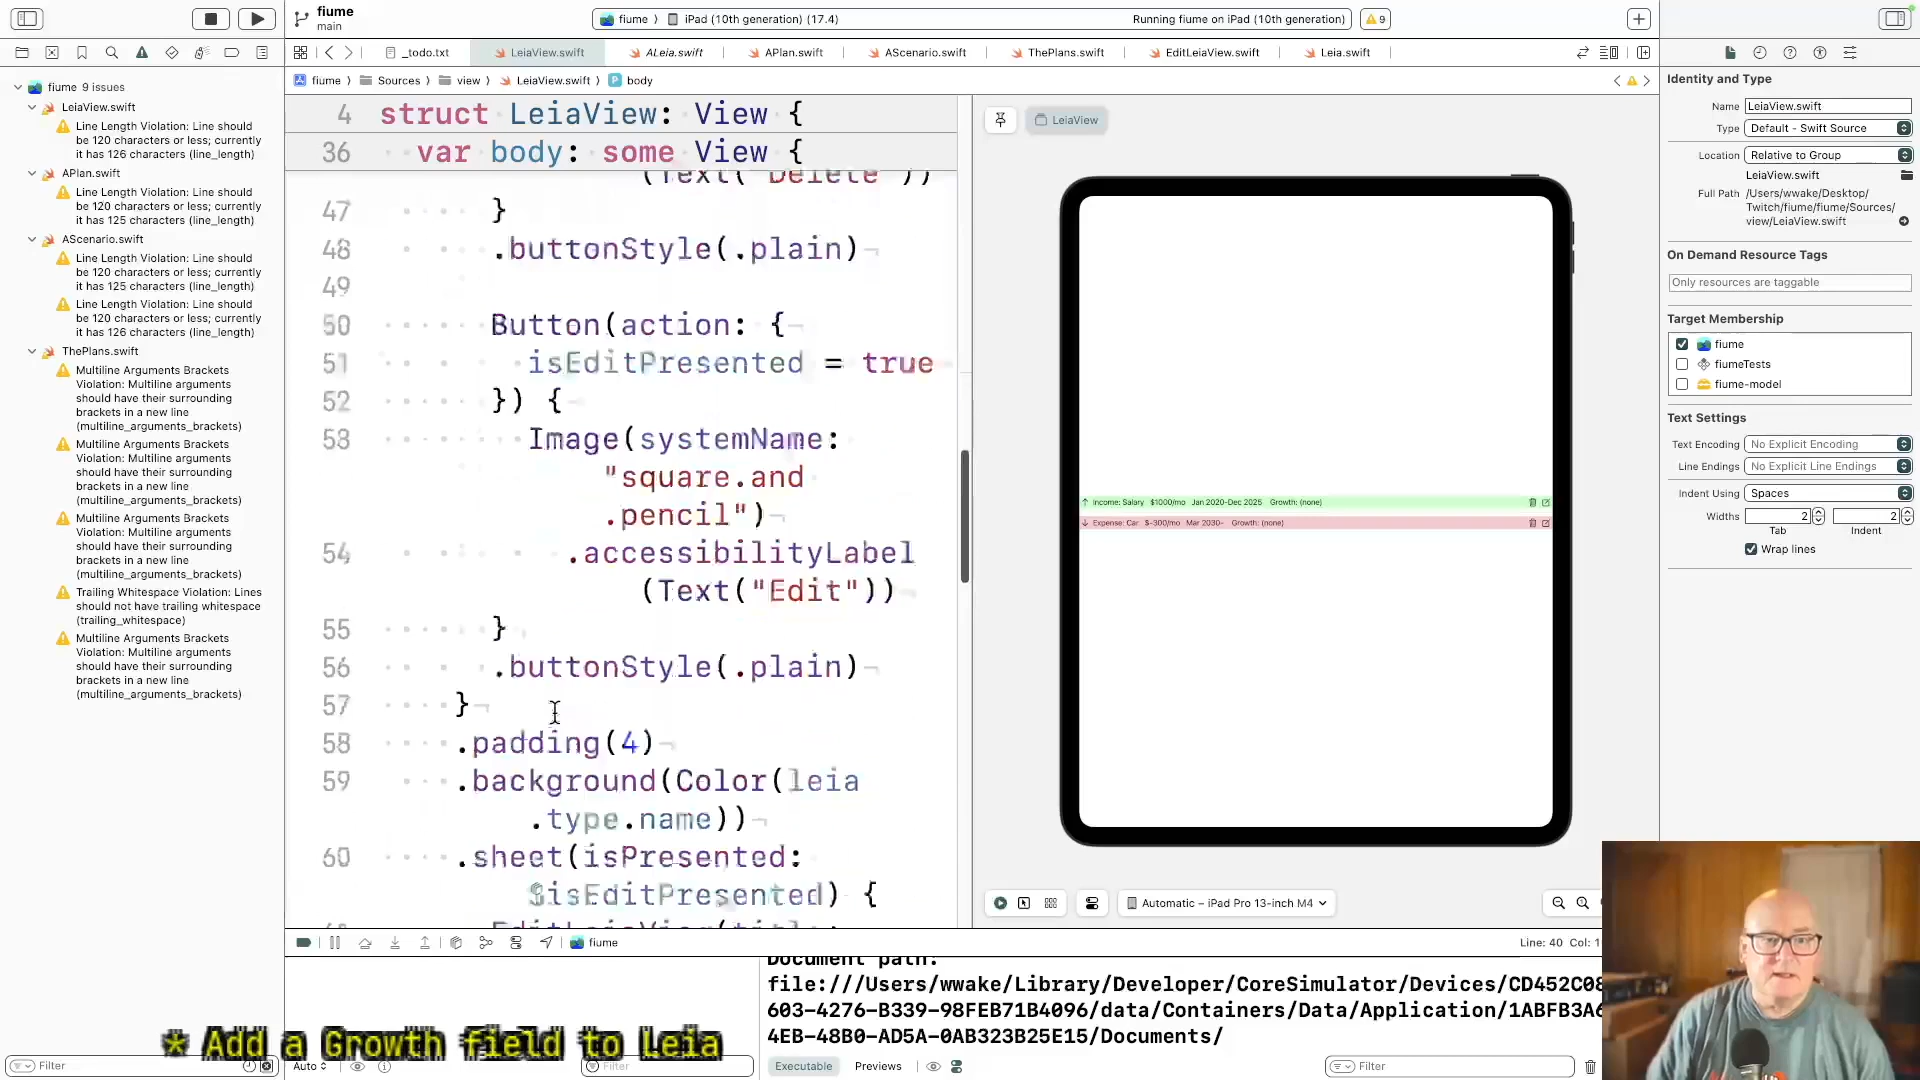 fiume
main
fiume
iPad (10th generation) (17.4)
Running fiume on iPad (10th generation)
9
_todo.txt
LeiaView.swift
ALeia.swift
APlan.swift
AScenario.swift
ThePlans.swift
EditLeiaView.swift
Leia.swift
fiume
Sources
view
LeiaView.swift
body
fiume 9 issues
LeiaView.swift
Line Length Violation: Line should
be 120 characters or less; currently
it has 126 characters (line_length)
APlan.swift
Line Length Violation: Line should
be 120 characters or less; currently
it has 125 characters (line_length)
AScenario.swift
Line Length Violation: Line should
be 120 characters or less; currently
it has 125 characters (line_length)
Line Length Violation: Line should
be 120 characters or less; currently
it has 126 characters (line_length)
ThePlans.swift
Multiline Arguments Brackets
Violation: Multiline arguments
should have their surrounding
brackets in a new line
(multiline_arguments_brackets)
Multiline Arguments Brackets
Violation: Multiline arguments
should have their surrounding
brackets in a new line
(multiline_arguments_brackets)
Multiline Arguments Brackets
Violation: Multiline arguments
should have their surrounding
brackets in a new line
(multiline_arguments_brackets)
Trailing Whitespace Violation: Lines
should not have trailing whitespace
(trailing_whitespace)
Multiline Arguments Brackets
Violation: Multiline arguments
should have their surrounding
brackets in a new line
(multiline_arguments_brackets)
Filter
4 struct LeiaView: View {
36 var body: some View {
(Text("Delete"))
47 }
48 .buttonStyle(.plain)
49
50 Button(action: {
51 isEditPresented = true
52 }) {
53 Image(systemName:
"square.and
.pencil")
54 .accessibilityLabel
(Text("Edit"))
55 }
56 .buttonStyle(.plain)
57 }
58 .padding(4)
59 .background(Color(leia
.type.name))
60 .sheet(isPresented:
$isEditPresented) {
LeiaView
Income: Salary $1000/mo Jan 2020-Dec 2025 Growth: (none)
Expense: Car $-300/mo Mar 2030- Growth: (none)
Automatic – iPad Pro 13-inch M4
fiume
Line: 40 Col: 1
Document path:
file:///Users/wwake/Library/Developer/CoreSimulator/Devices/CD452C08
603-4276-B339-98FEB71B4096/data/Containers/Data/Application/1ABFB3A6
4EB-48B0-AD5A-0AB323B25E15/Documents/
Auto
Filter
Executable
Previews
Filter
* Add a Growth field to Leia
Identity and Type
Name LeiaView.swift
Type Default - Swift Source
Location Relative to Group
LeiaView.swift
Full Path /Users/wwake/Desktop/
Twitch/fiume/fiume/Sources/
view/LeiaView.swift
On Demand Resource Tags
Only resources are taggable
Target Membership
fiume
fiumeTests
fiume-model
Text Settings
Text Encoding No Explicit Encoding
Line Endings No Explicit Line Endings
Indent Using Spaces
Widths 2 2
Tab Indent
Wrap lines